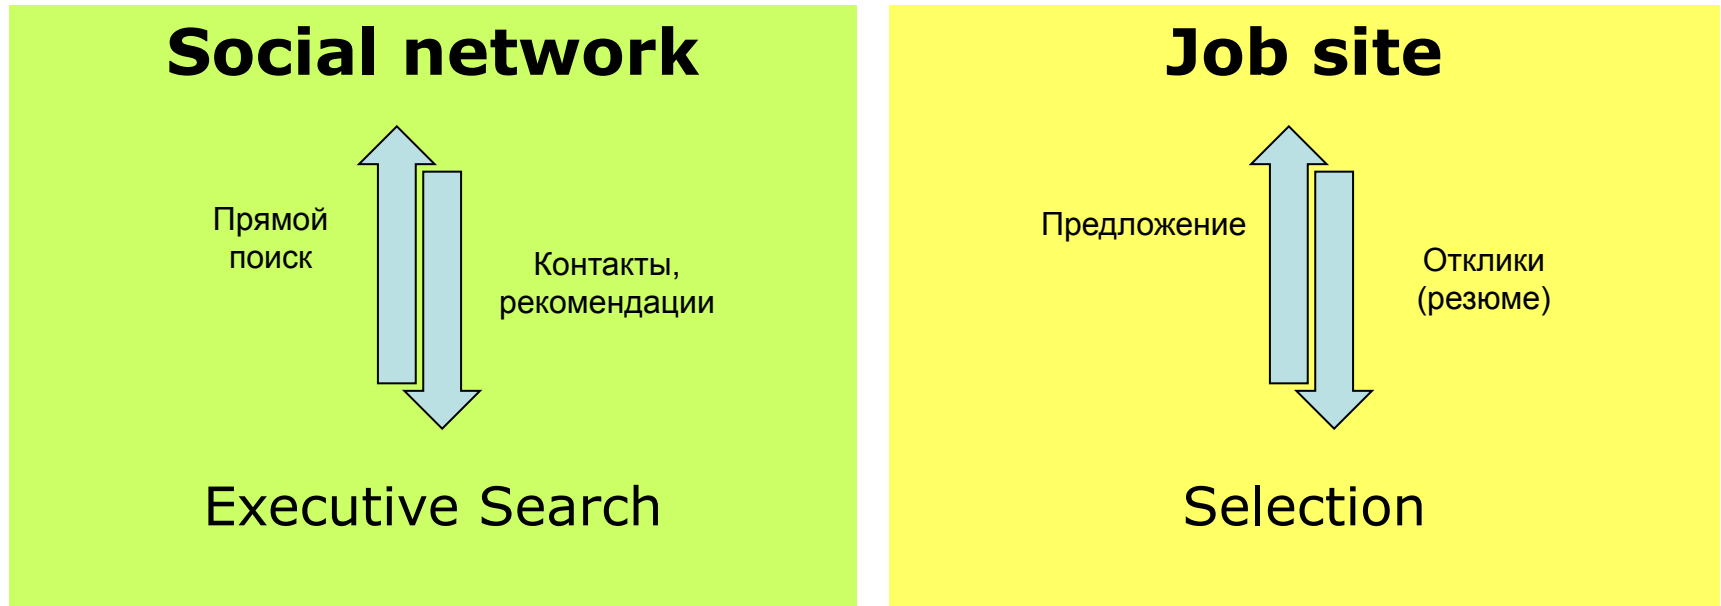 Social network
Прямой
поиск
Контакты,
рекомендации
Executive Search
Job site
Предложение
Отклики
(резюме)
Selection